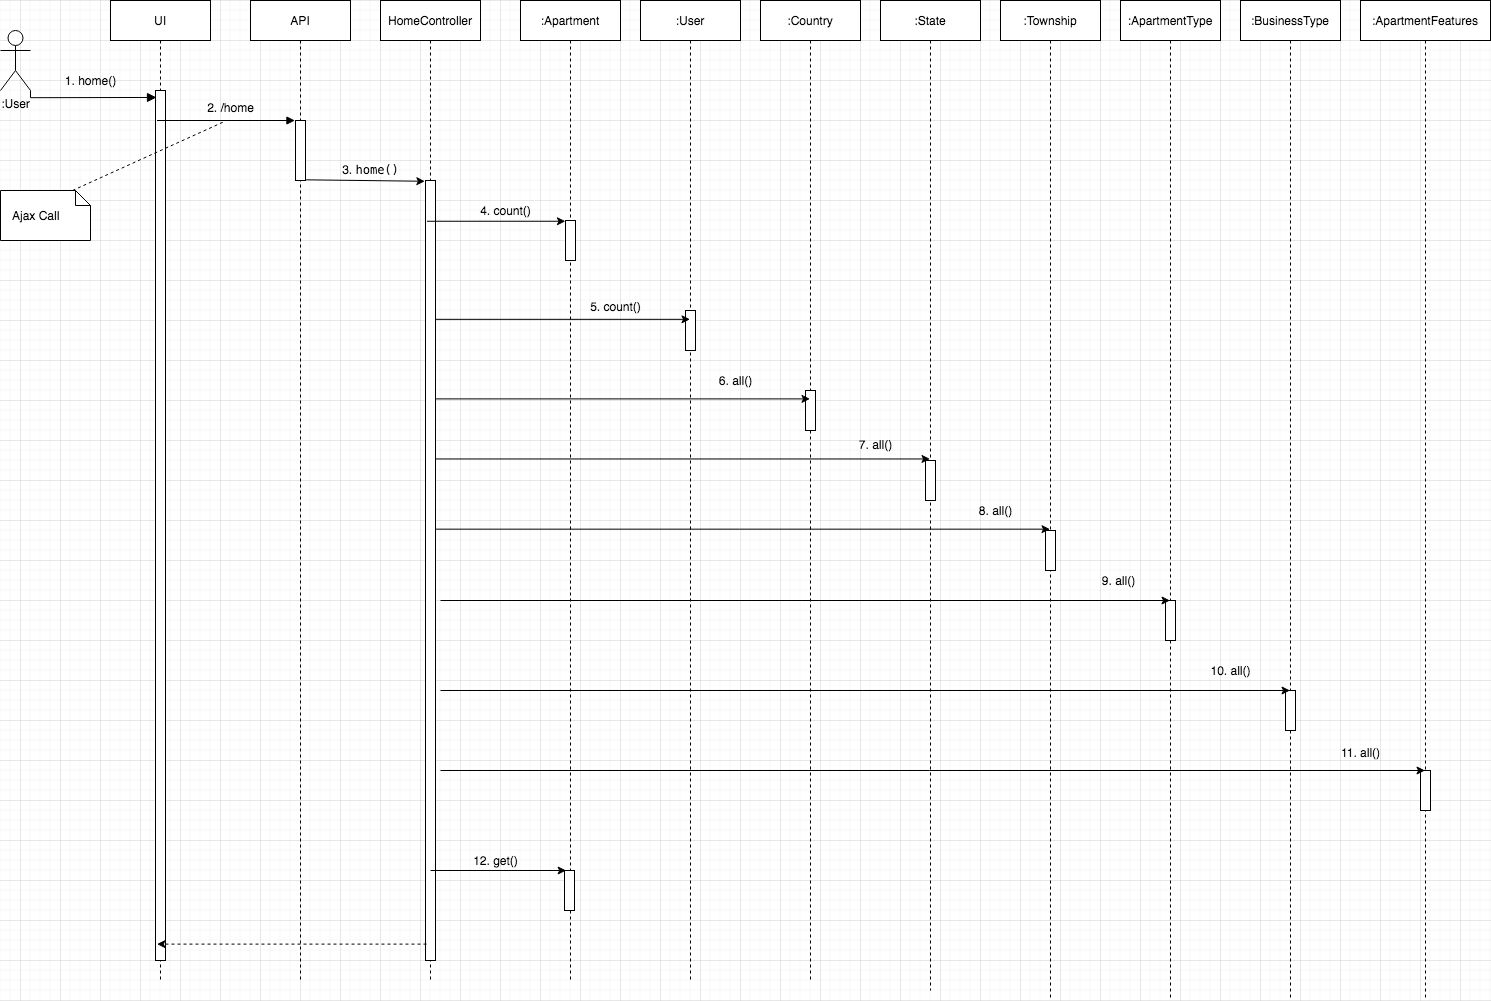 UI
API
HomeController
:Apartment
:User
:Country
:State
:Township
:ApartmentType
:BusinessType
:ApartmentFeatures
:User
1. home()
2. /home
3. home()
Ajax Call
4. count()
5. count()
6. all()
7. all()
8. all()
9. all()
10. all()
11. all()
12. get()